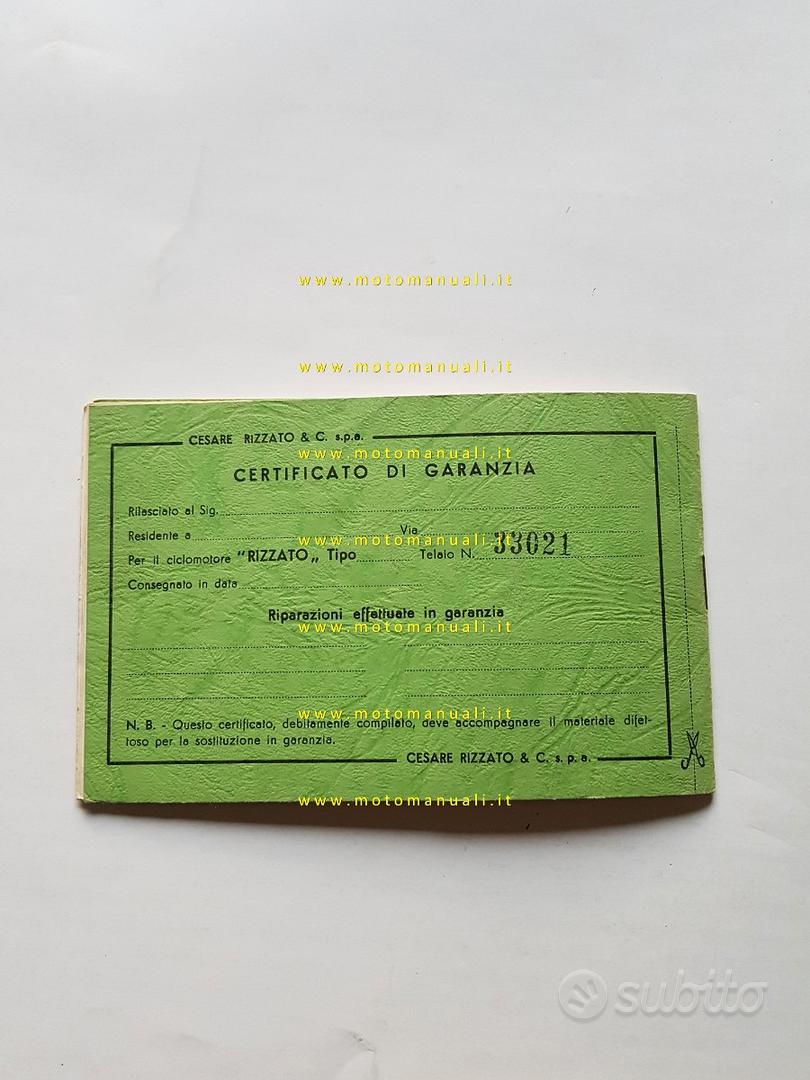 www.motomanuali.it
www.motomanuali.it
CESARE RIZZATO & C. s.p.a.
www.motomanuali.it
CERTIFICATO DI GARANZIA
Rilasciato al Sig.
Residente a Via
www.motomanuali.it
Per il ciclomotore "RIZZATO„ Tipo Telaio N. 33021
Consegnato in data
Riparazioni effettuate in garanzia
www.motomanuali.it
www.motomanuali.it
N. B. - Questo certificato, debitamente compilato, deve accompagnare il materiale difet-
toso per la sostituzione in garanzia.
CESARE RIZZATO & C. s. p. a.
www.motomanuali.it
subito